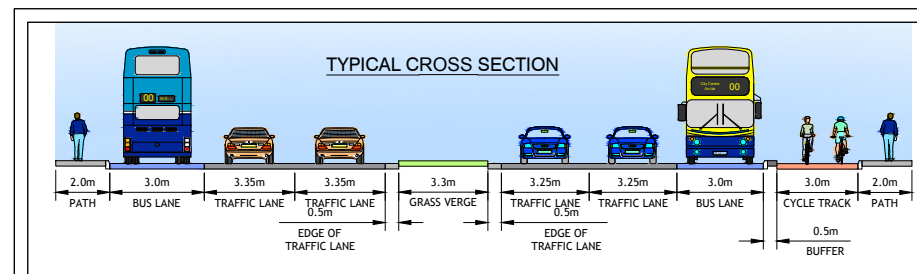 TYPICAL CROSS SECTION
00
City Centre
00
2.0m
3.0m
3.35m
3.35m
3.3m
3.25m
3.25m
3.0m
3.0m
2.0m
PATH
BUS LANE
TRAFFIC LANE
TRAFFIC LANE
GRASS VERGE
TRAFFIC LANE
TRAFFIC LANE
BUS LANE
CYCLE TRACK
PATH
0.5m
EDGE OF
TRAFFIC LANE
0.5m
EDGE OF
TRAFFIC LANE
0.5m
BUFFER